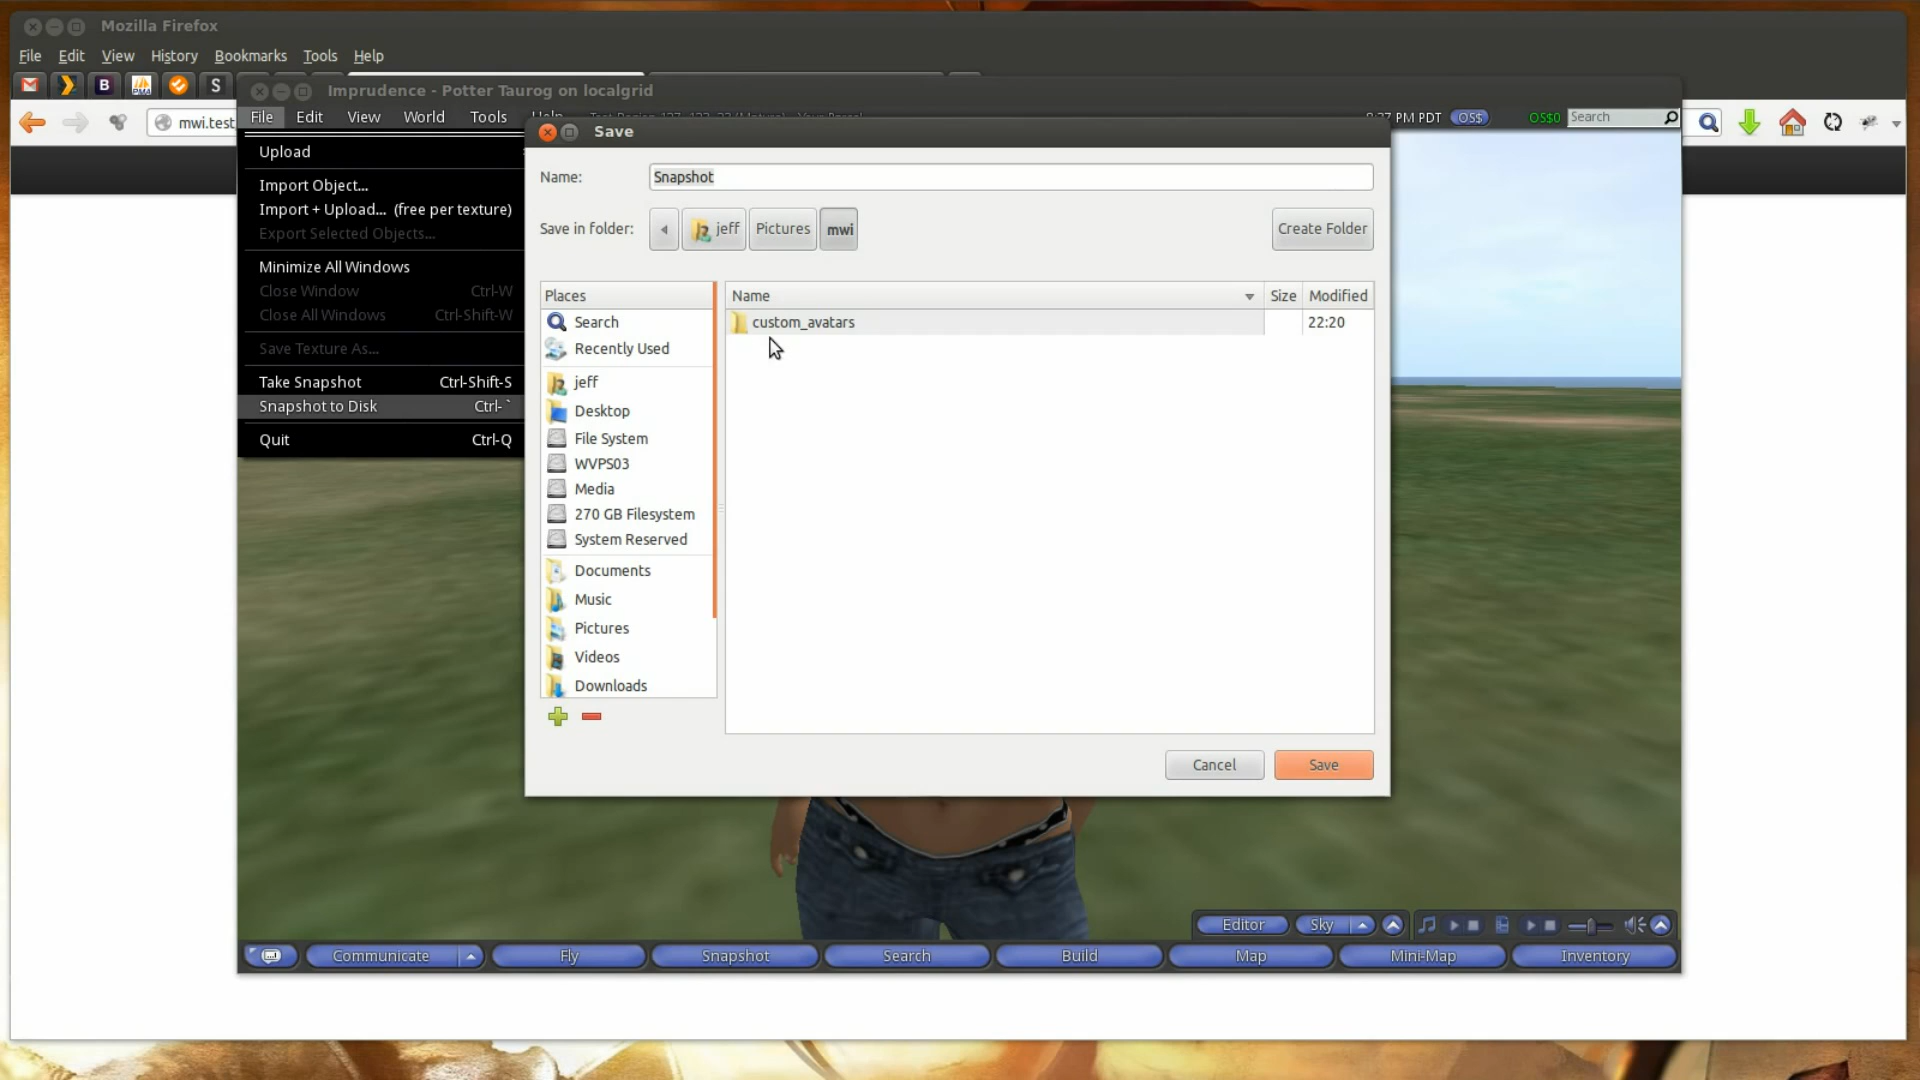 Mozilla Firefox
File Edit View History Bookmarks Tools Help
B PMA S
Imprudence - Potter Taurog on localgrid
mwi.test
File Edit View World Tools Help
PM PDT OS$ OS$0 Search
Save
Upload
Import Object...
Import + Upload... (free per texture)
Export Selected Objects...
Minimize All Windows
Close Window Ctrl-W
Close All Windows Ctrl-Shift-W
Save Texture As...
Take Snapshot Ctrl-Shift-S
Snapshot to Disk Ctrl-`
Quit Ctrl-Q
Name: Snapshot
Save in folder: jeff Pictures mwi Create Folder
Places
Search
Recently Used
jeff
Desktop
File System
WVPS03
Media
270 GB Filesystem
System Reserved
Documents
Music
Pictures
Videos
Downloads
Name Size Modified
custom_avatars 22:20
Cancel Save
Editor Sky
Communicate Fly Snapshot Search Build Map Mini-Map Inventory